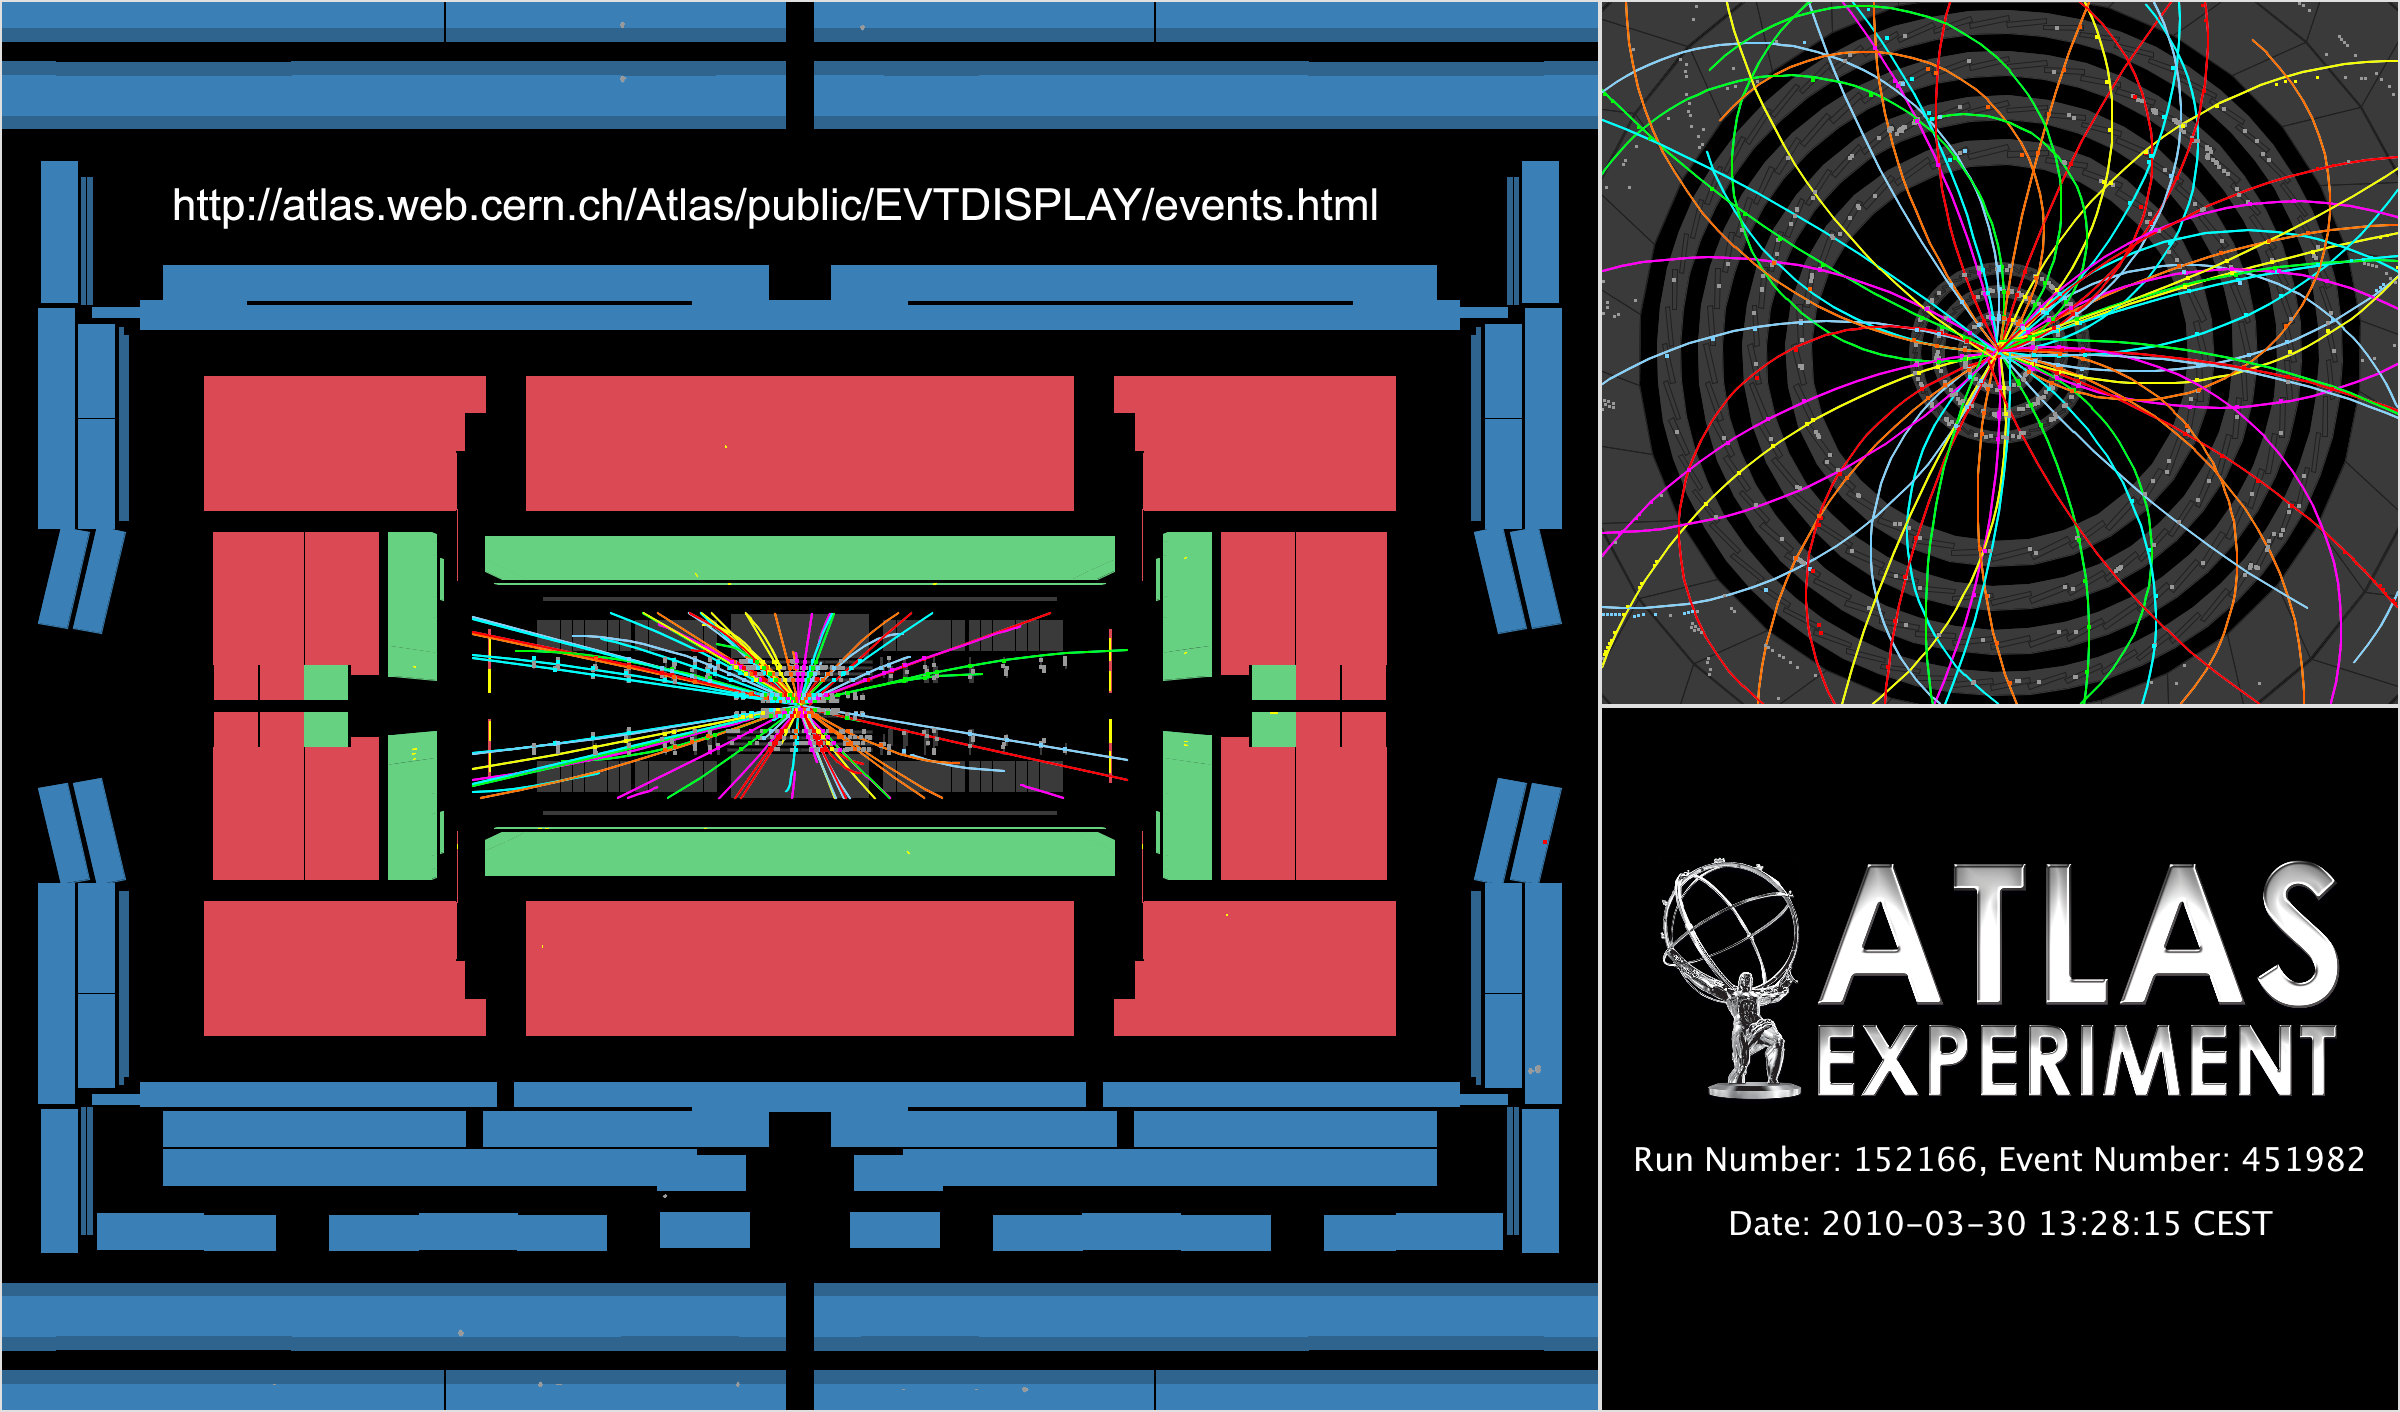 http://atlas.web.cern.ch/Atlas/public/EVTDISPLAY/events.html
ATLAS
EXPERIMENT
Run Number: 152166, Event Number: 451982
Date: 2010-03-30 13:28:15 CEST